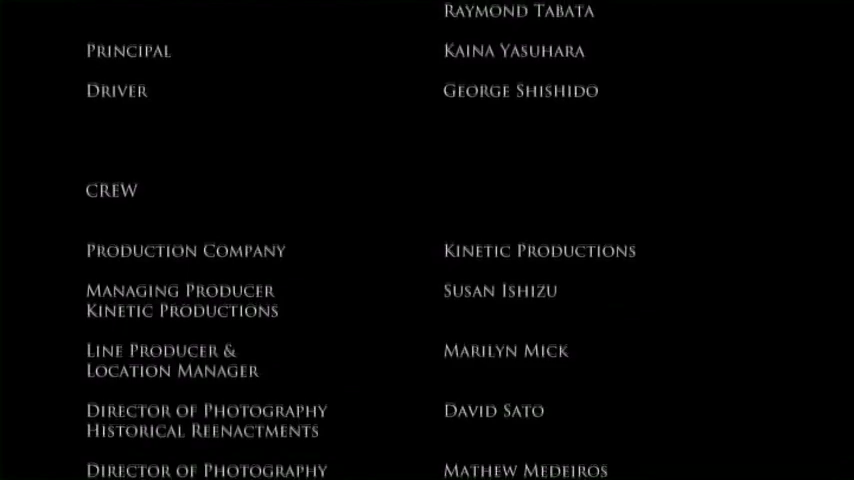 RAYMOND TABATA
PRINCIPAL KAINA YASUHARA
DRIVER GEORGE SHISHIDO
CREW
PRODUCTION COMPANY KINETIC PRODUCTIONS
MANAGING PRODUCER SUSAN ISHIZU
KINETIC PRODUCTIONS
LINE PRODUCER & MARILYN MICK
LOCATION MANAGER
DIRECTOR OF PHOTOGRAPHY DAVID SATO
HISTORICAL REENACTMENTS
DIRECTOR OF PHOTOGRAPHY MATHEW MEDEIROS